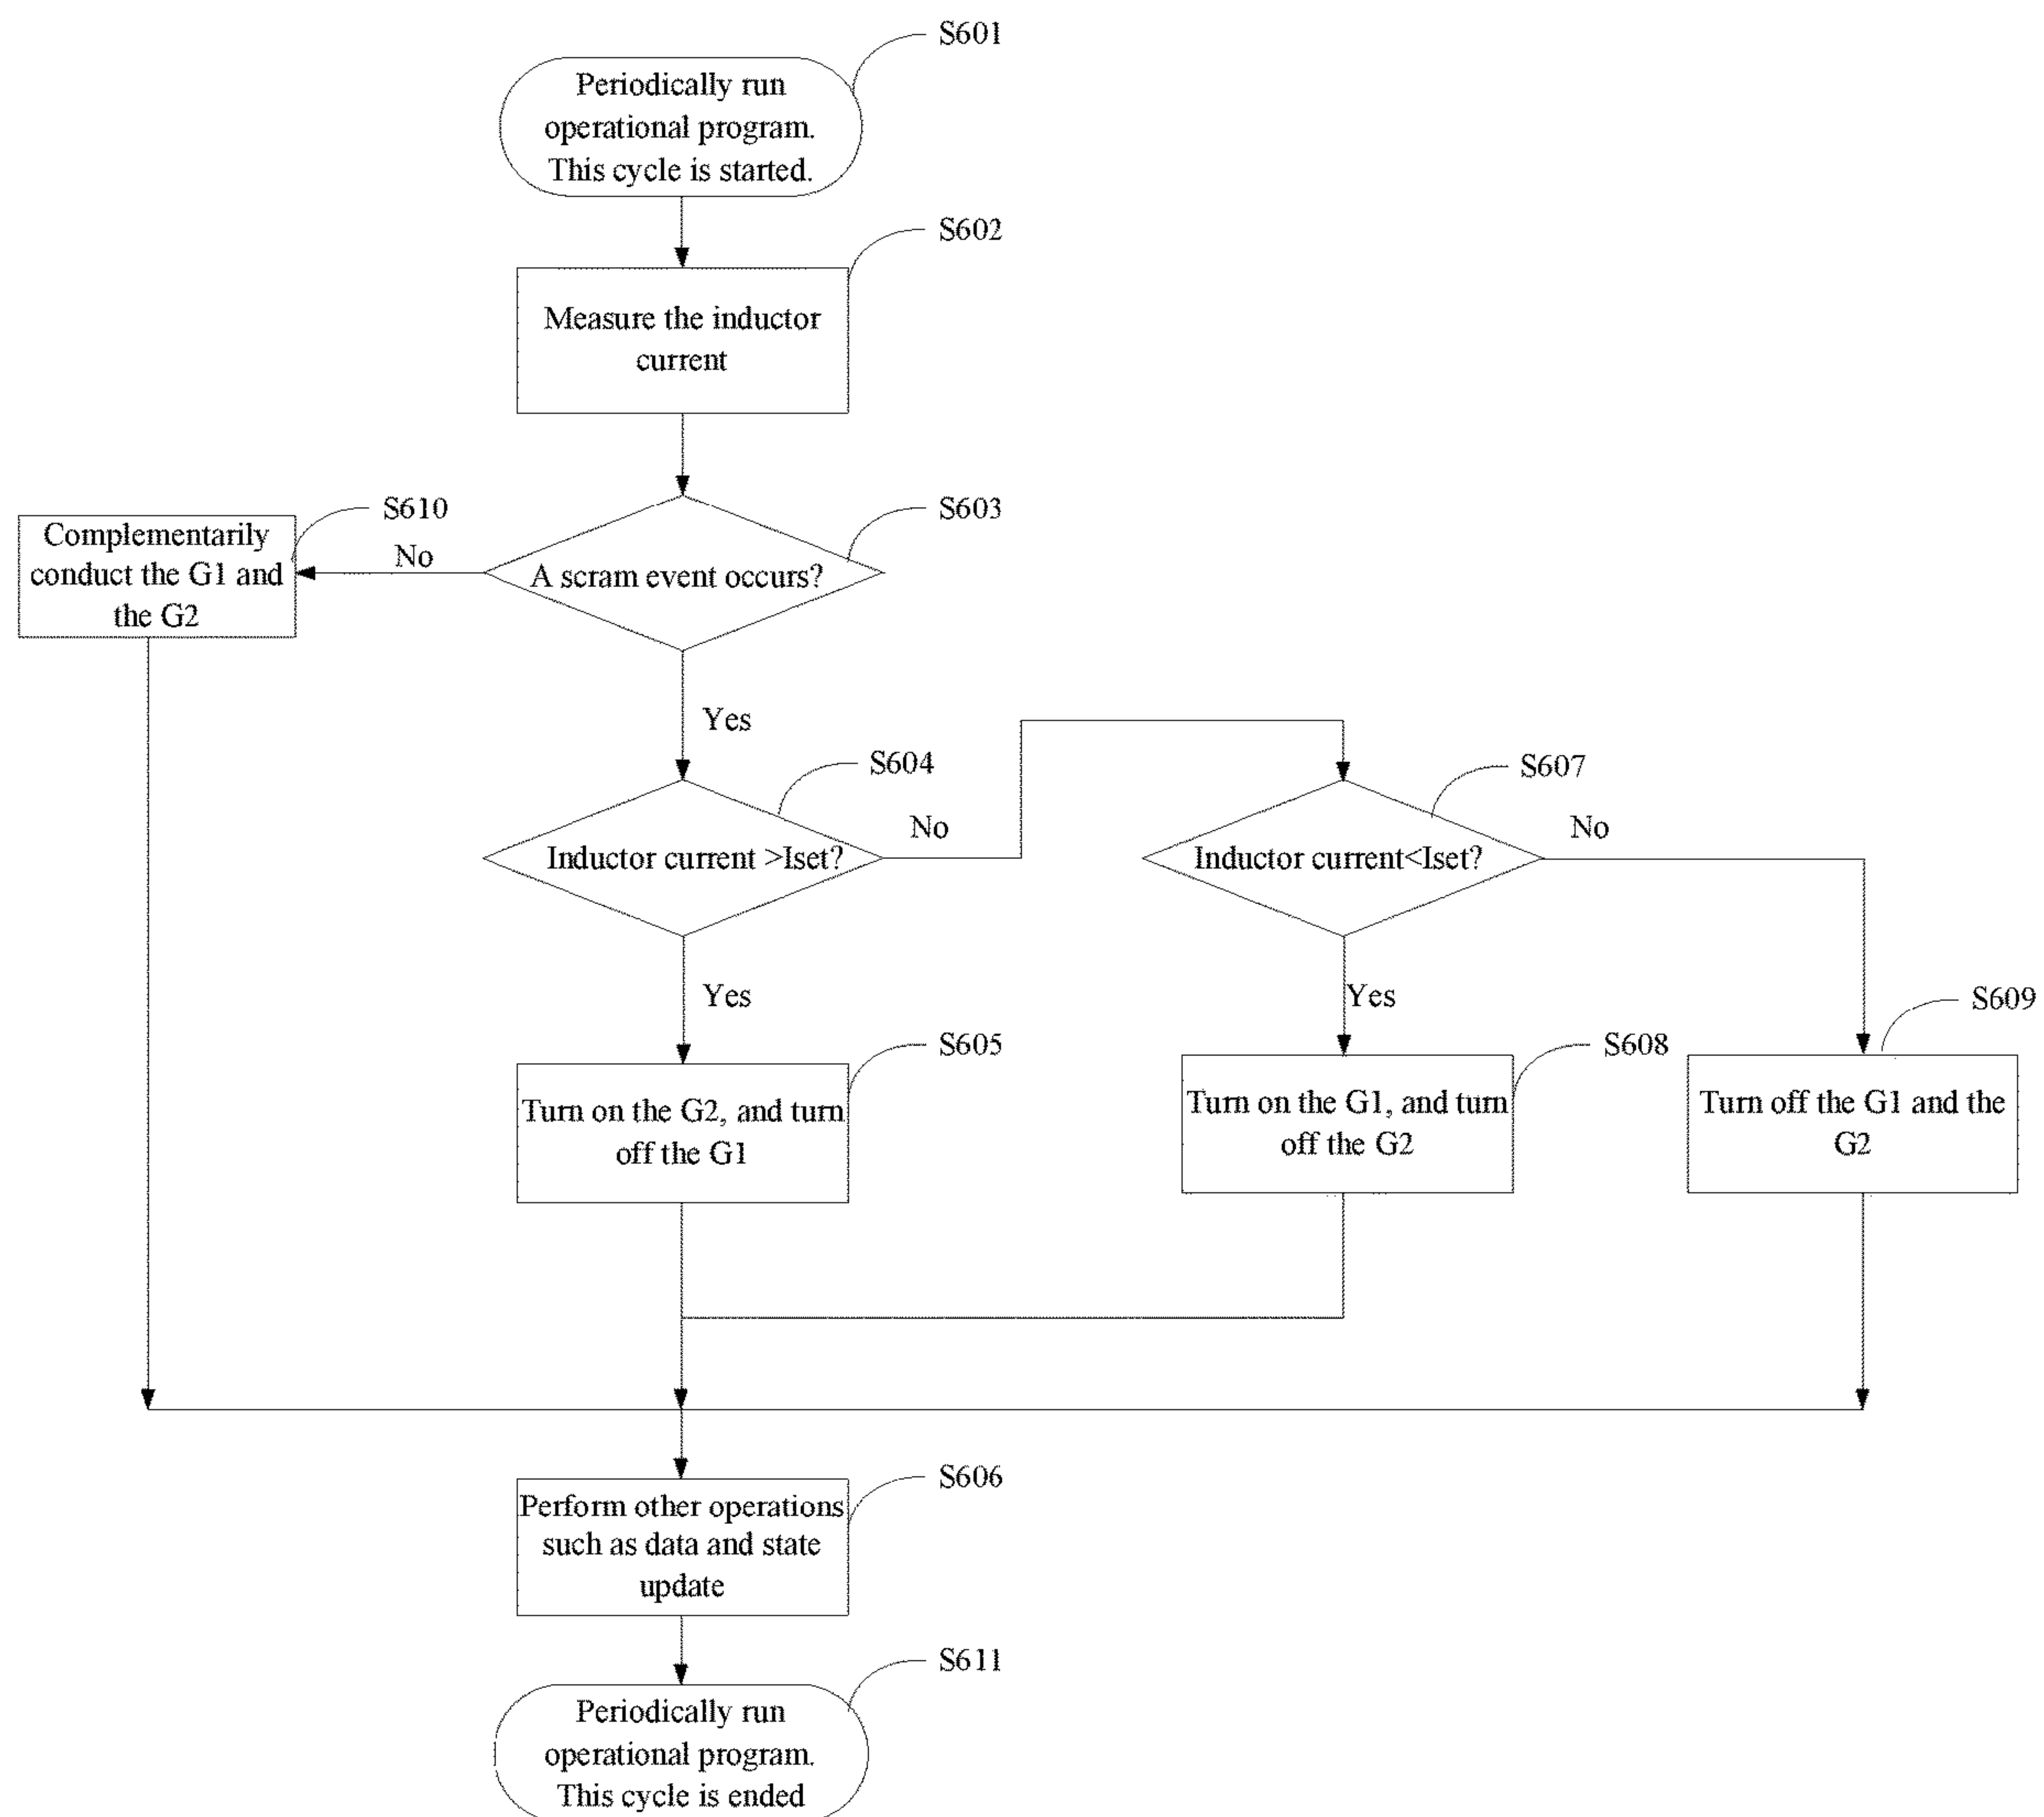 S601
Periodically run
operational program.
This cycle is started.
S602
Measure the inductor
current
S610
S603
Complementarily
conduct the G1 and
the G2
No
A scram event occurs?
Yes
S604
S607
No
No
Inductor current >Iset?
Inductor current<Iset?
Yes
Yes
S609
S605
S608
Turn on the G2, and turn
off the G1
Turn on the G1, and turn
off the G2
Turn off the G1 and the
G2
S606
Perform other operations
such as data and state
update
S611
Periodically run
operational program.
This cycle is ended